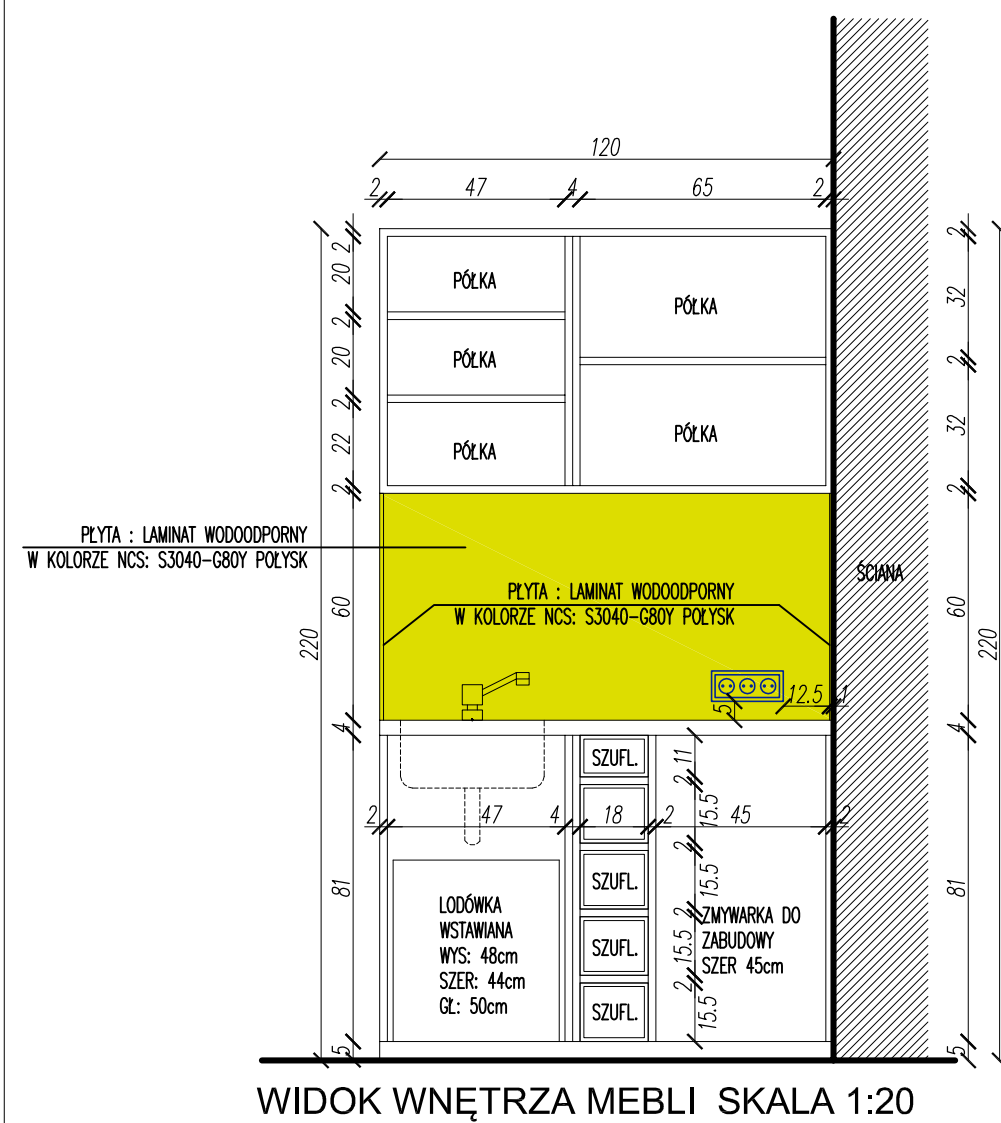 120
2 47 4 65 2
2
20
2
20
2
22
2
60
4
81
5
220
PÓŁKA
PÓŁKA
PÓŁKA
PÓŁKA
PÓŁKA
2
32
2
32
2
60
4
81
5
220
PŁYTA : LAMINAT WODOODPORNY
W KOLORZE NCS: S3040-G80Y POŁYSK
PŁYTA : LAMINAT WODOODPORNY
W KOLORZE NCS: S3040-G80Y POŁYSK
ŚCIANA
12.5 1
5
SZUFL.
SZUFL.
SZUFL.
SZUFL.
11
2
15.5
2
15.5
2
15.5
2
15.5
2 47 4 18 2 45 2
LODÓWKA
WSTAWIANA
WYS: 48cm
SZER: 44cm
GŁ: 50cm
ZMYWARKA DO
ZABUDOWY
SZER 45cm
WIDOK WNĘTRZA MEBLI SKALA 1:20